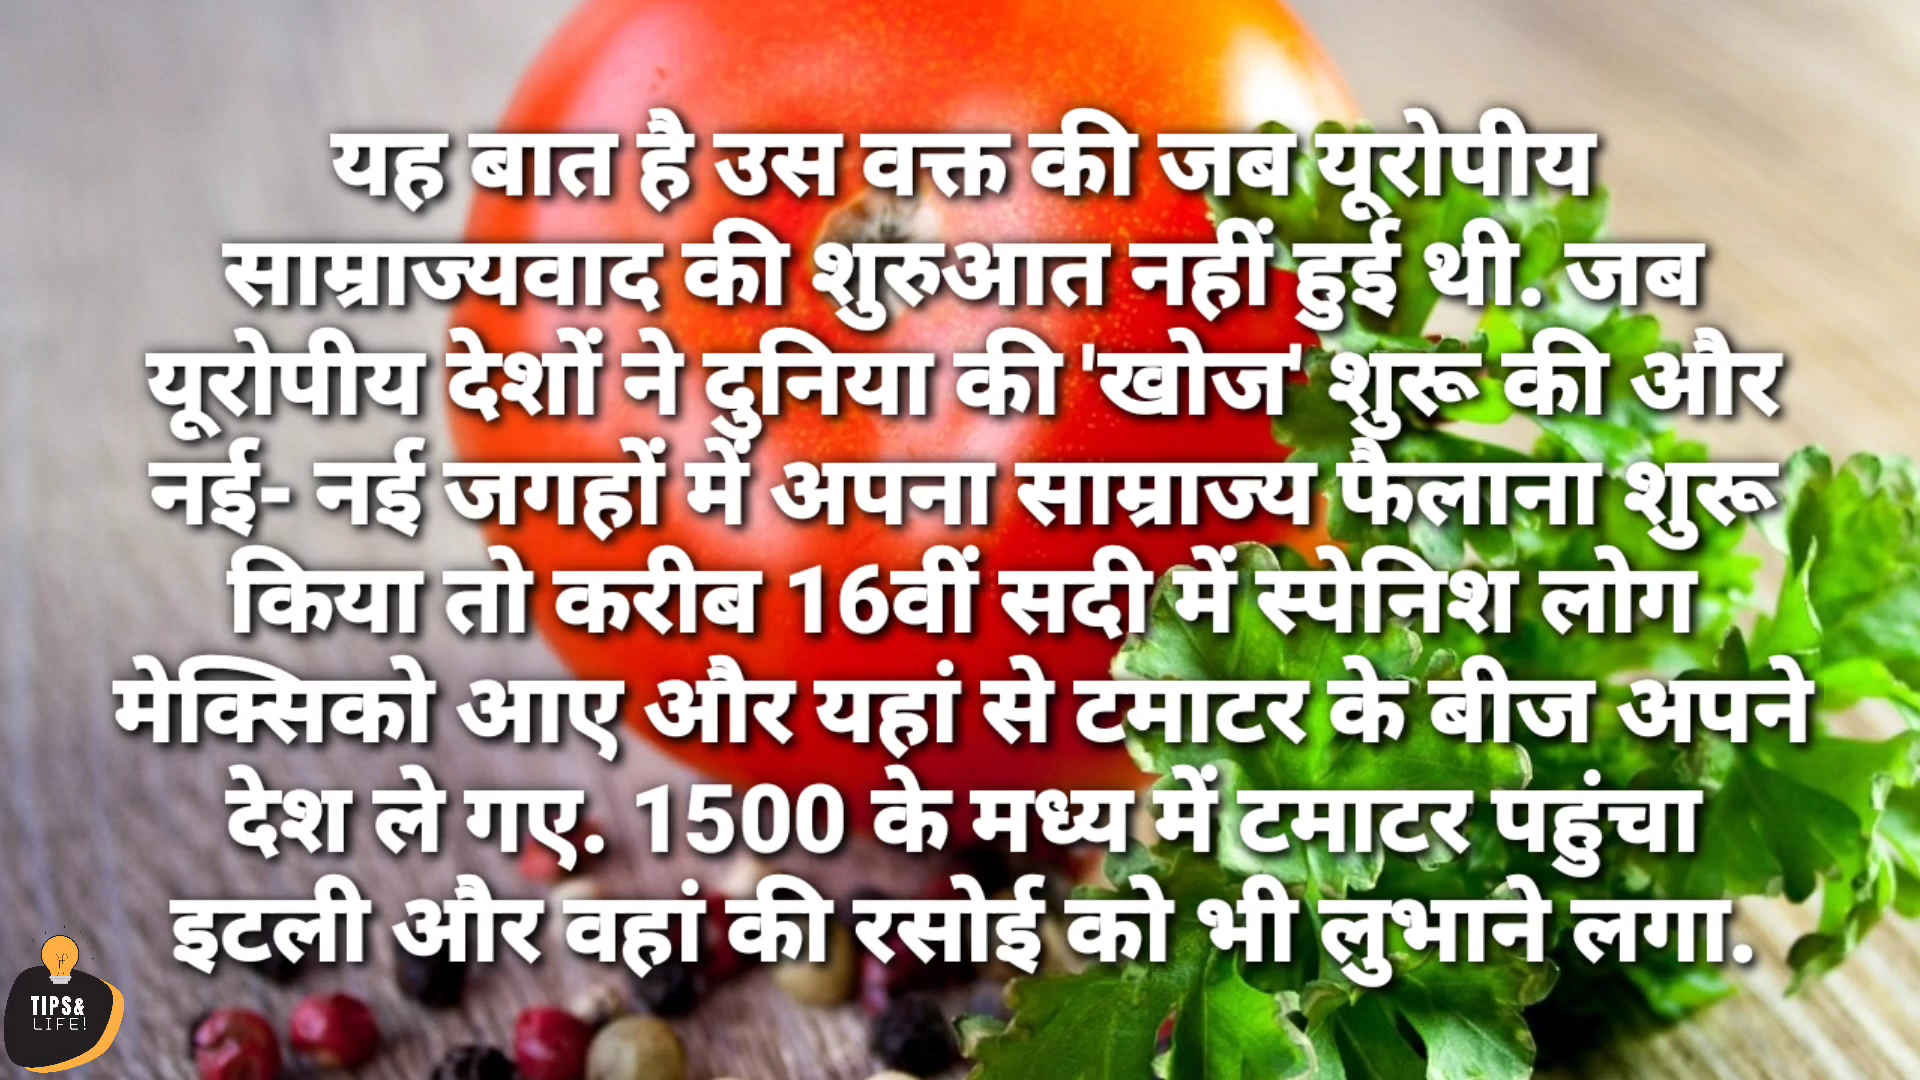 यह बात है उस वक्त की जब यूरोपीय
साम्राज्यवाद की शुरुआत नहीं हुई थी. जब
यूरोपीय देशों ने दुनिया की 'खोज' शुरू की और
नई- नई जगहों में अपना साम्राज्य फैलाना शुरू
किया तो करीब 16वीं सदी में स्पेनिश लोग
मेक्सिको आए और यहां से टमाटर के बीज अपने
देश ले गए. 1500 के मध्य में टमाटर पहुंचा
इटली और वहां की रसोई को भी लुभाने लगा.
TIPS&
LIFE!